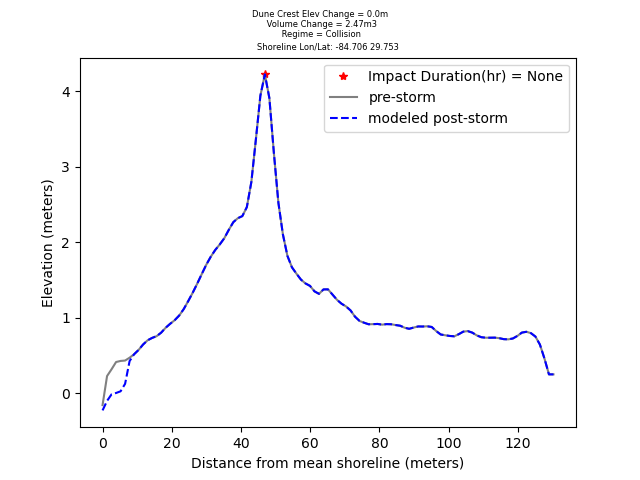 Dune Crest Elev Change = 0.0m
Volume Change = 2.47m3
Regime = Collision
Shoreline Lon/Lat: -84.706 29.753
Impact Duration(hr) = None
pre-storm
modeled post-storm
Elevation (meters)
4
3
2
1
0
0 20 40 60 80 100 120
Distance from mean shoreline (meters)